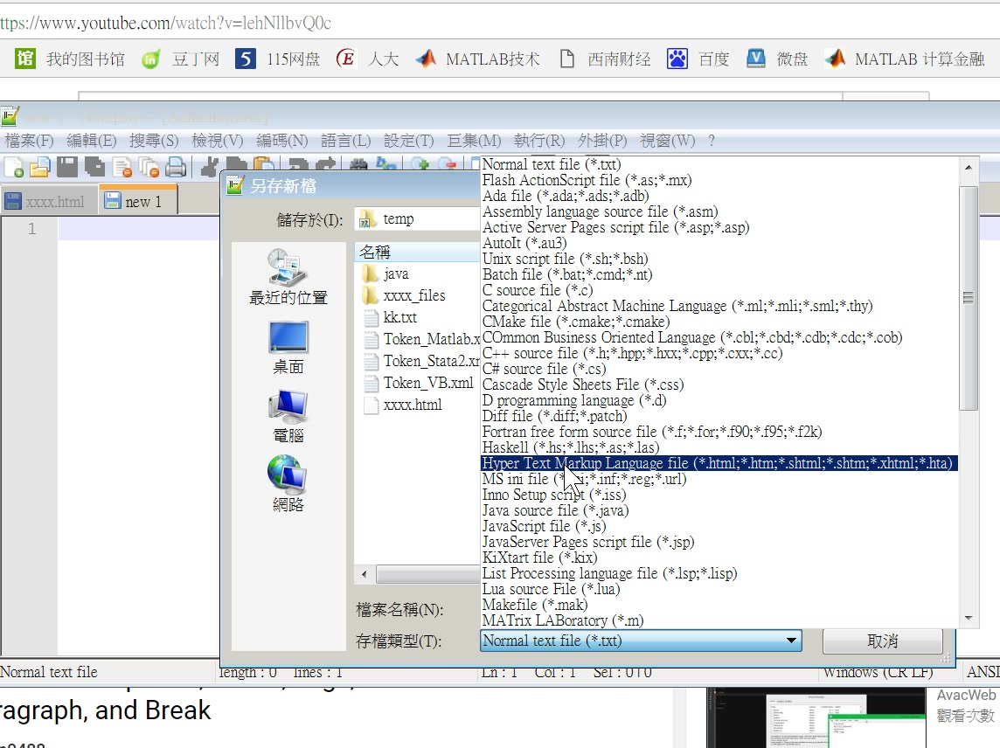 ttps://www.youtube.com/watch?v=lehNllbvQ0c
馆 我的图书馆 in 豆丁网 5 115网盘 E 人大 MATLAB技术 西南财经 百度 V 微盘 MATLAB 计算金融
new 1 - Notepad++ [Administrator]
檔案(F) 編輯(E) 搜尋(S) 檢視(V) 編碼(N) 語言(L) 設定(T) 巨集(M) 執行(R) 外掛(P) 視窗(W) ?
xxxx.html new 1
1
另存新檔
儲存於(I): temp
最近的位置
桌面
電腦
網路
名稱
java
xxxx_files
kk.txt
Token_Matlab.x
Token_Stata2.xr
Token_VB.xml
xxxx.html
Normal text file (*.txt)
Flash ActionScript file (*.as;*.mx)
Ada file (*.ada;*.ads;*.adb)
Assembly language source file (*.asm)
Active Server Pages script file (*.asp;*.asp)
AutoIt (*.au3)
Unix script file (*.sh;*.bsh)
Batch file (*.bat;*.cmd;*.nt)
C source file (*.c)
Categorical Abstract Machine Language (*.ml;*.mli;*.sml;*.thy)
CMake file (*.cmake;*.cmake)
COmmon Business Oriented Language (*.cbl;*.cbd;*.cdb;*.cdc;*.cob)
C++ source file (*.h;*.hpp;*.hxx;*.cpp;*.cxx;*.cc)
C# source file (*.cs)
Cascade Style Sheets File (*.css)
D programming language (*.d)
Diff file (*.diff;*.patch)
Fortran free form source file (*.f;*.for;*.f90;*.f95;*.f2k)
Haskell (*.hs;*.lhs;*.as;*.las)
Hyper Text Markup Language file (*.html;*.htm;*.shtml;*.shtm;*.xhtml;*.hta)
MS ini file (*.ini;*.inf;*.reg;*.url)
Inno Setup script (*.iss)
Java source file (*.java)
JavaScript file (*.js)
JavaServer Pages script file (*.jsp)
KiXtart file (*.kix)
List Processing language file (*.lsp;*.lisp)
Lua source File (*.lua)
Makefile (*.mak)
MATrix LABoratory (*.m)
檔案名稱(N):
存檔類型(T): Normal text file (*.txt) 取消
Normal text file length : 0 lines : 1 Ln : 1 Col : 1 Sel : 0 | 0 Windows (CR LF) ANSI
ragraph, and Break
AvacWeb
觀看次數